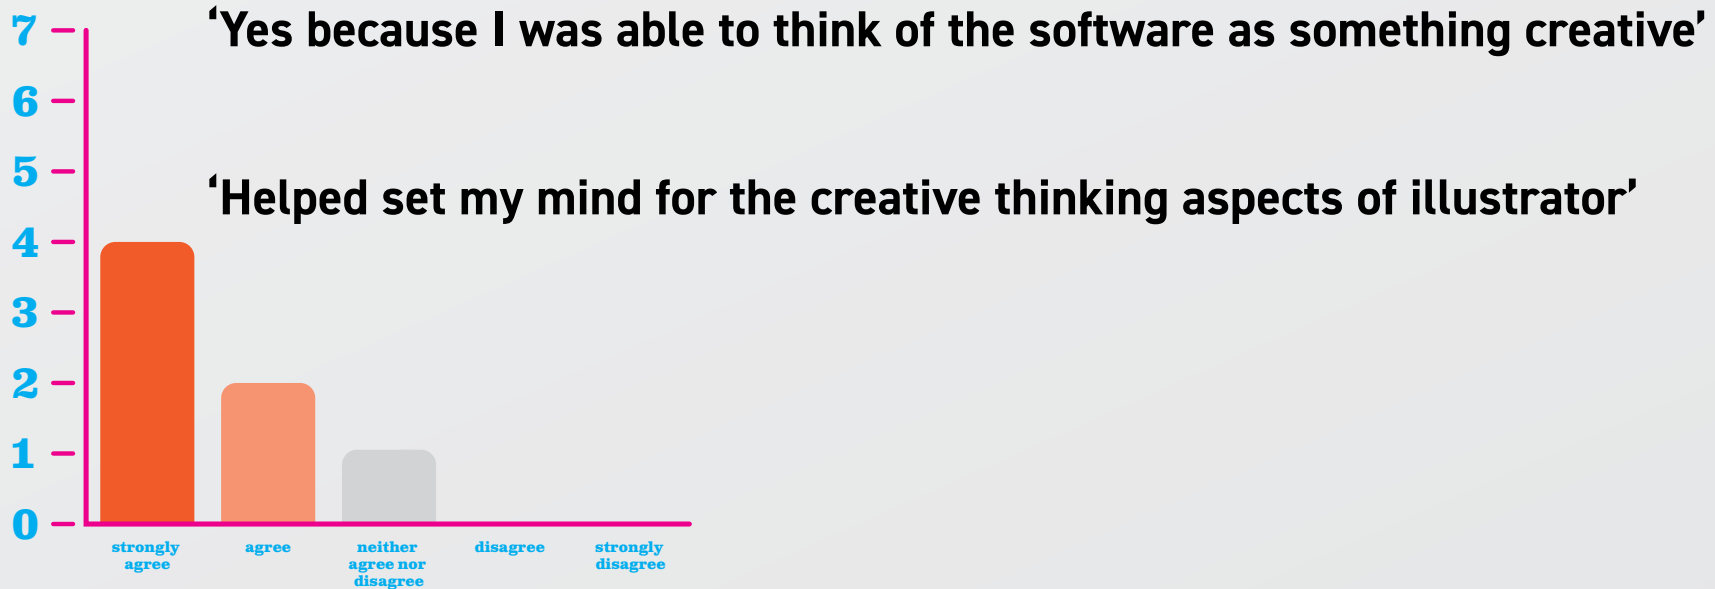 ‘Yes because I was able to think of the software as something creative’
‘Helped set my mind for the creative thinking aspects of illustrator’
7
6
5
4
3
2
1
0
strongly
agree
agree
neither
agree nor
disagree
disagree
strongly
disagree